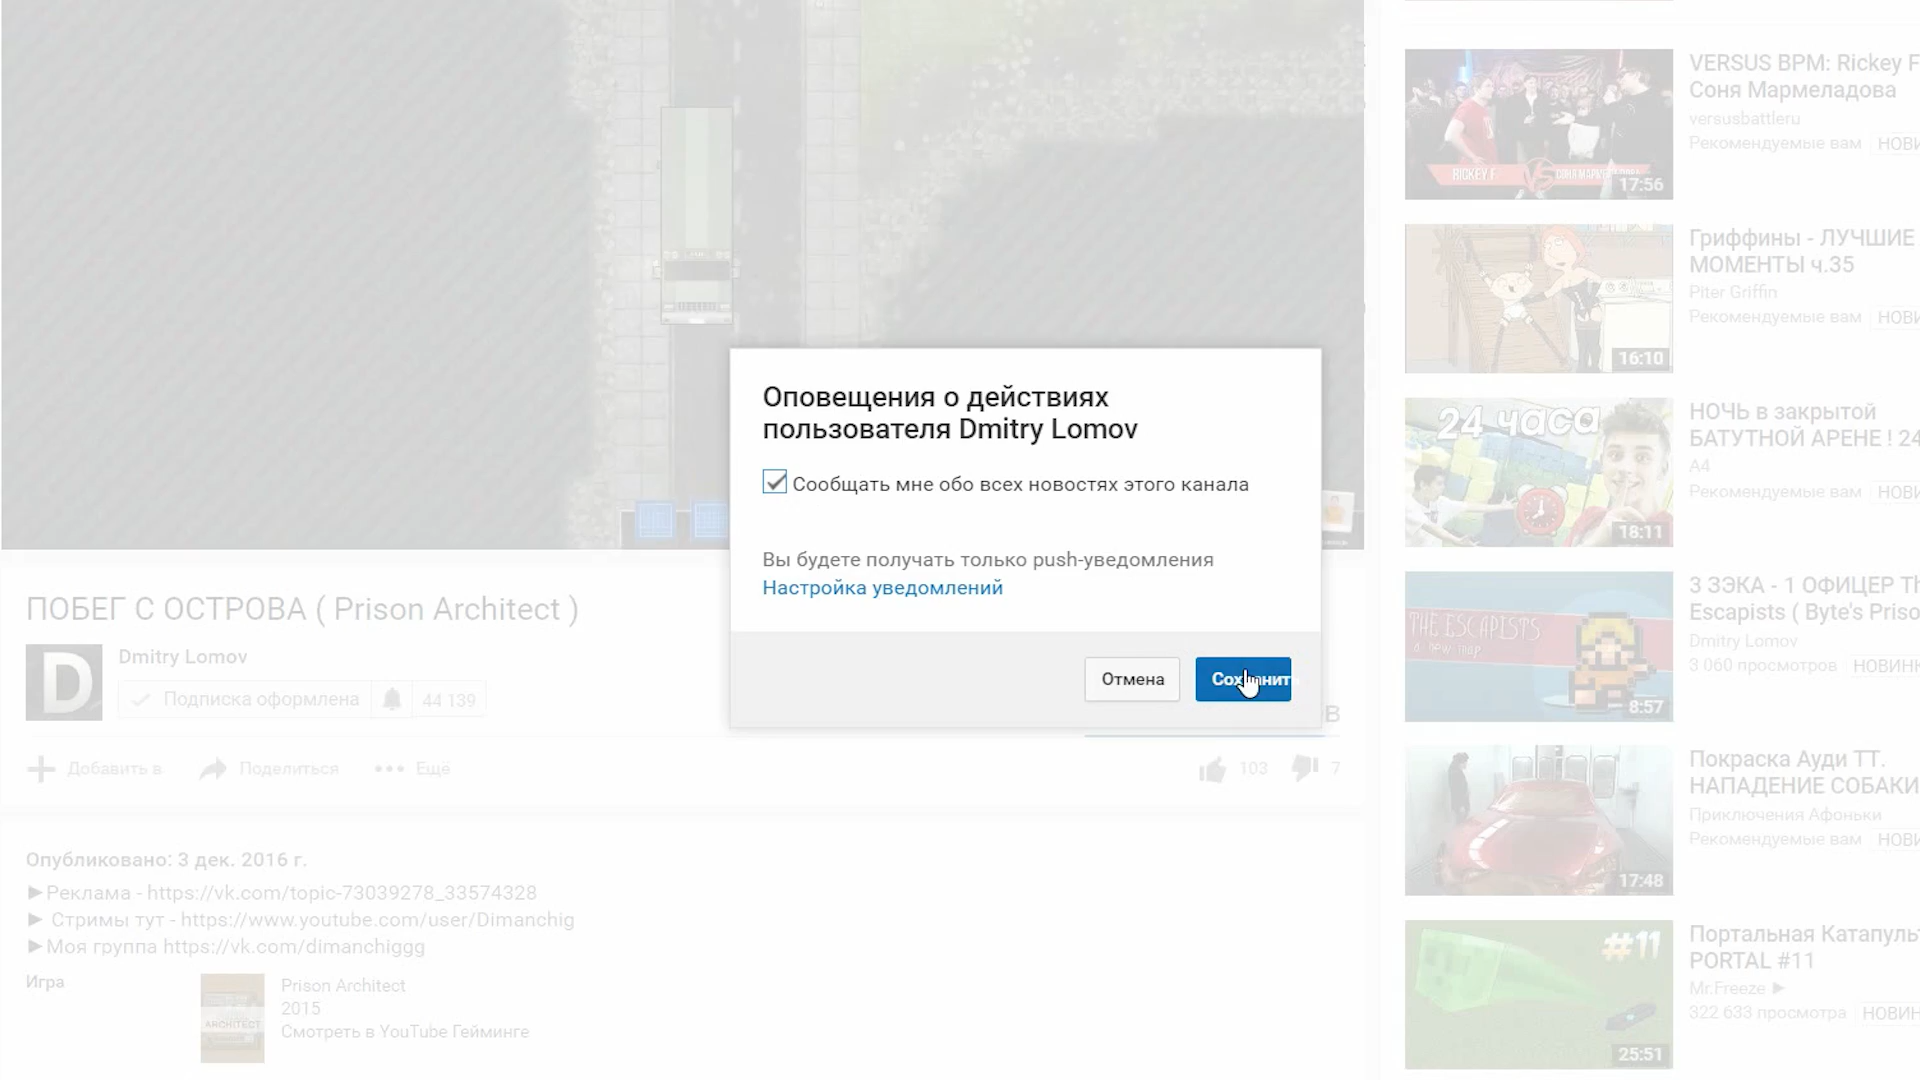 Оповещения о действиях
пользователя Dmitry Lomov
Сообщать мне обо всех новостях этого канала
Вы будете получать только push-уведомления
Настройка уведомлений
Отмена
ПОБЕГ С ОСТРОВА ( Prison Architect )
D
Dmitry Lomov
Подписка оформлена
44 139
Добавить в
Поделиться
Ещё
103
7
Опубликовано: 3 дек. 2016 г.
►Реклама - https://vk.com/topic-73039278_33574328
► Стримы тут - https://www.youtube.com/user/Dimanchig
►Моя группа https://vk.com/dimanchiggg
Игра
ARCHITECT
Prison Architect
2015
Смотреть в YouTube Гейминге
RICKEY F
VS
17:56
VERSUS BPM: Rickey F
Соня Мармеладова
versusbattleru
Рекомендуемые вам
16:10
Гриффины - ЛУЧШИЕ
МОМЕНТЫ ч.35
Piter Griffin
Рекомендуемые вам
24 часа
18:11
НОЧЬ в закрытой
БАТУТНОЙ АРЕНЕ ! 24
A4
Рекомендуемые вам
THE ESCAPISTS
a new map
8:57
3 ЗЭКА - 1 ОФИЦЕР Th
Escapists ( Byte's Priso
Dmitry Lomov
3 060 просмотров
17:48
Покраска Ауди ТТ.
НАПАДЕНИЕ СОБАКИ
Приключения Афоньки
Рекомендуемые вам
#11
25:51
Портальная Катапуль
PORTAL #11
Mr.Freeze ►
322 633 просмотра